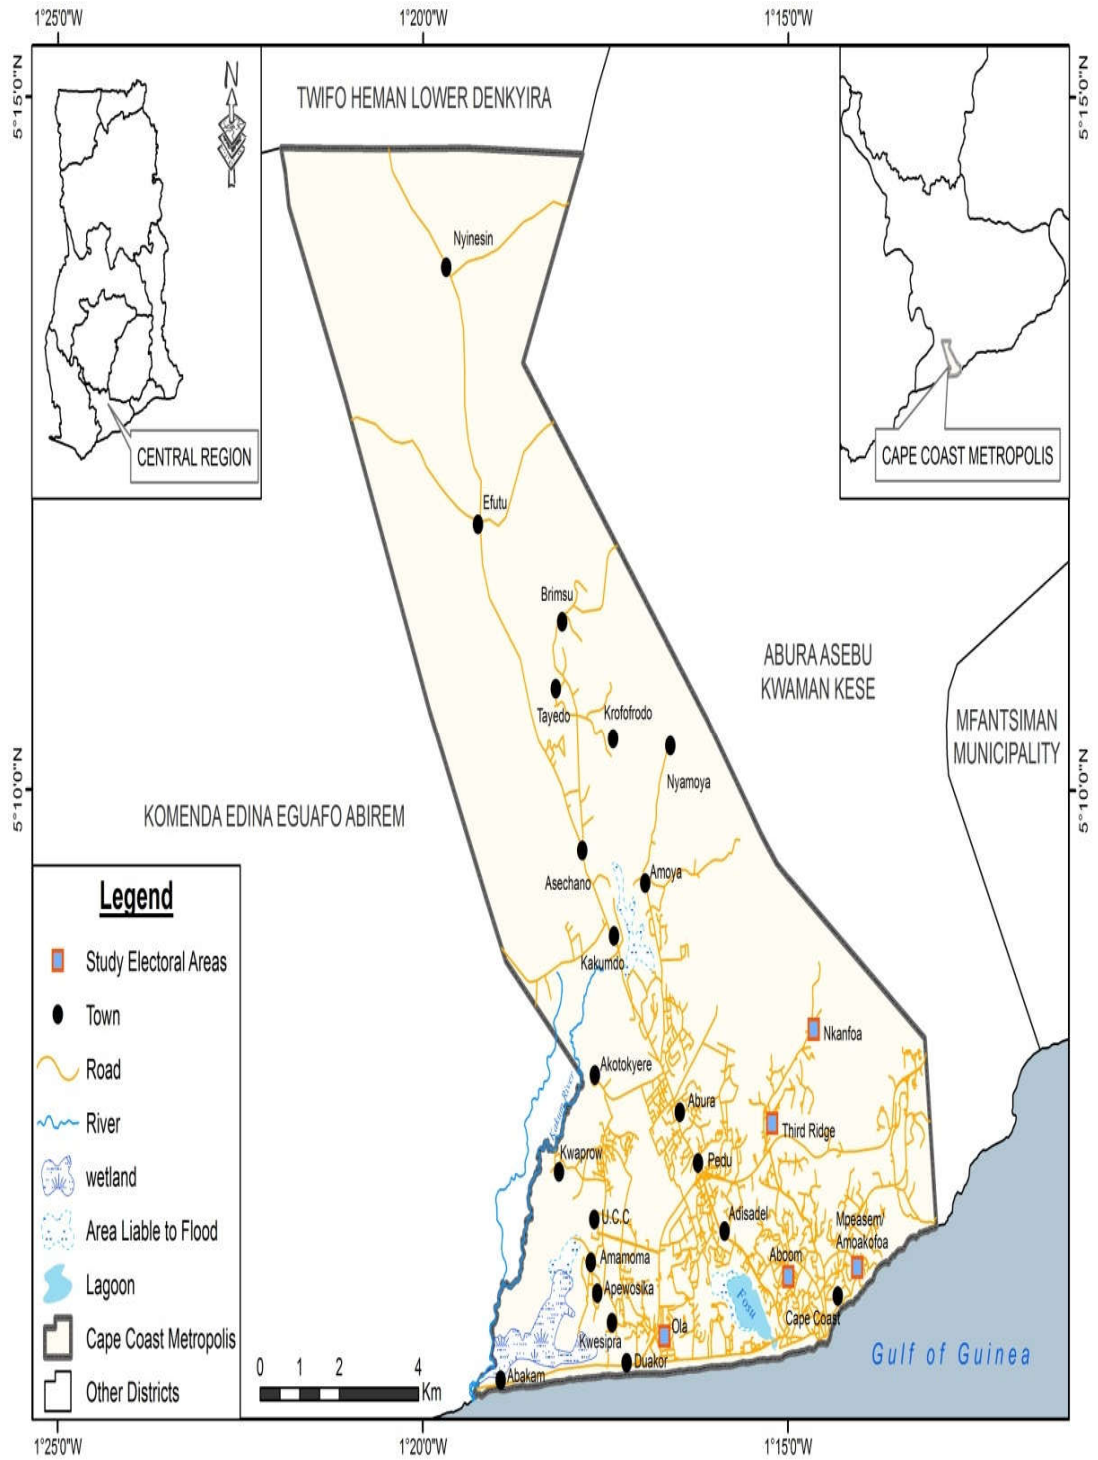 1°25'0"W
1°20'0"W
1°15'0"W
5°15'0"N
5°15'0"N
N
TWIFO HEMAN LOWER DENKYIRA
Nyinesin
CENTRAL REGION
CAPE COAST METROPOLIS
Efutu
Brimsu
ABURA ASEBU
KWAMAN KESE
Tayedo
Krofofrodo
MFANTSIMAN
MUNICIPALITY
Nyamoya
5°10'0"N
5°10'0"N
KOMENDA EDINA EGUAFO ABIREM
Asechano
Amoya
Kakumdo
Legend
Study Electoral Areas
Town
Road
River
wetland
Area Liable to Flood
Lagoon
Cape Coast Metropolis
Other Districts
Nkanfoa
Akotokyere
Abura
Third Ridge
Kwaprow
Pedu
U.C.C
Adisadel
Mpeasem/
Amoakofoa
Amamoma
Aboom
Apewosika
Fosu
Cape Coast
Kwesipra
Ola
Duakor
Abakam
Gulf of Guinea
0 1 2 4
Km
1°25'0"W
1°20'0"W
1°15'0"W